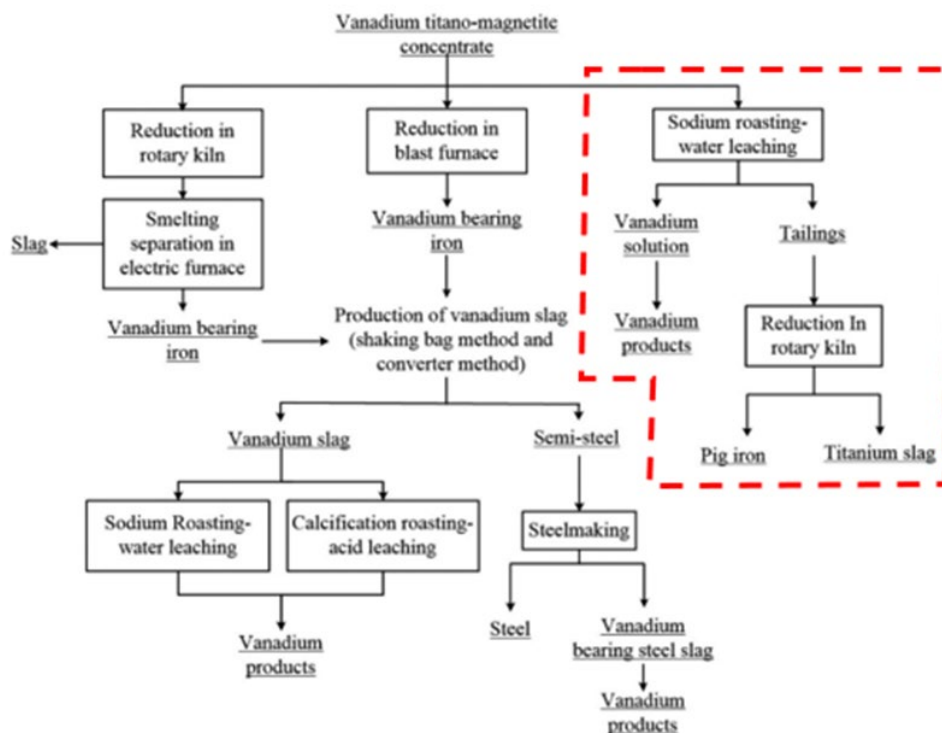 Vanadium titano-magnetite
concentrate
Reduction in
rotary kiln
Reduction in
blast furnace
Sodium roasting-
water leaching
Slag
Smelting
separation in
electric furnace
Vanadium bearing
iron
Vanadium
solution
Tailings
Vanadium bearing
iron
Production of vanadium slag
(shaking bag method and
converter method)
Vanadium
products
Reduction In
rotary kiln
Pig iron
Titanium slag
Vanadium slag
Semi-steel
Sodium Roasting-
water leaching
Calcification roasting-
acid leaching
Steelmaking
Vanadium
products
Steel
Vanadium
bearing steel slag
Vanadium
products